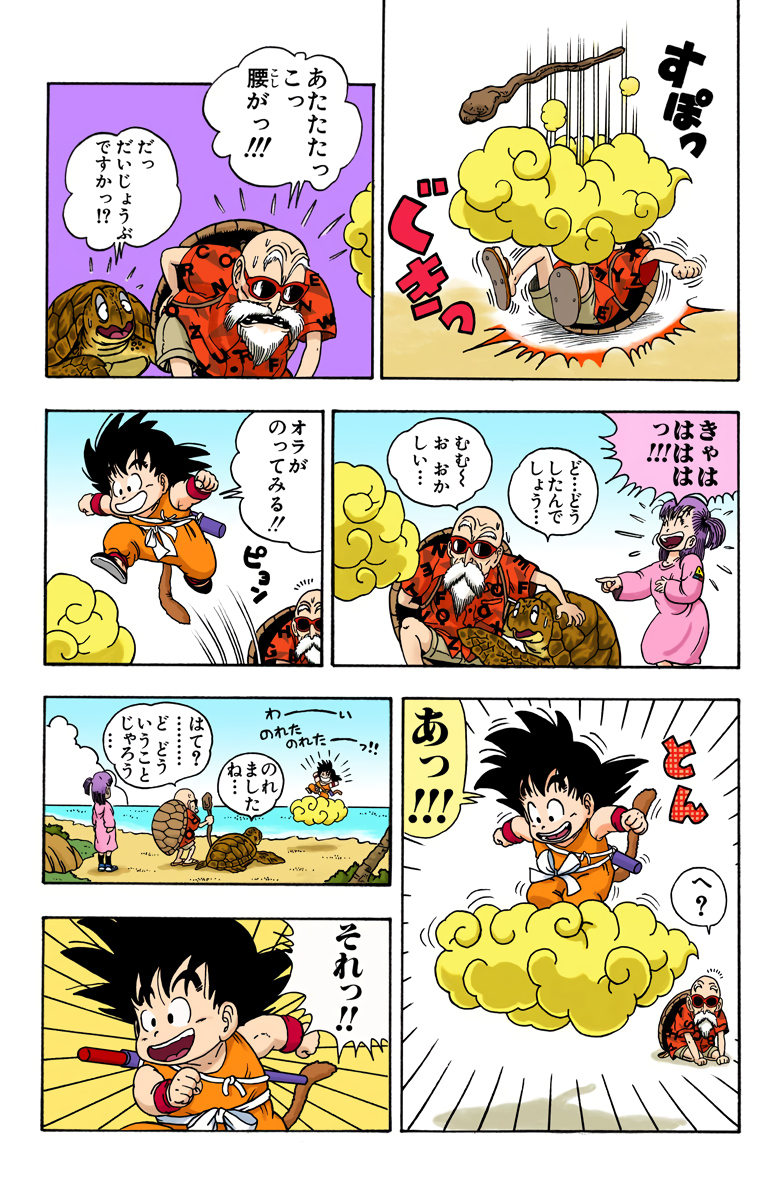 すぽっ
じきっ
あたたたっ
こっ
腰がっ!!!
こし
だっ
だいじょうぶ
ですかっ!?
きゃは
ははは
っ!!!
ど…どう
したんで
しょう…
むむ〜
お おか
しい…
オラが
のってみる!!
ピョン
あっ!!!
とん
へ?
わーーい
のれた
のれたーーっ!!
のれ
ました
ね…
はて?
………
ど どう
いうこと
じゃろう
…
それっ!!